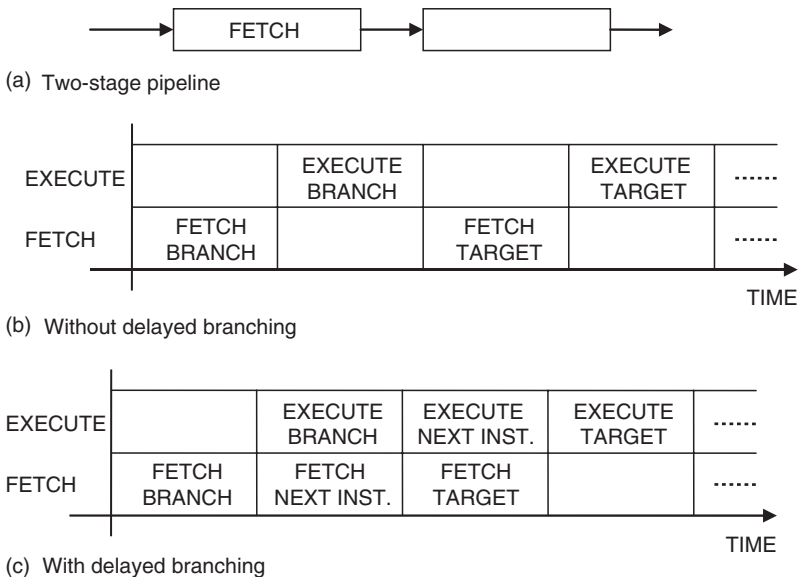 FETCH
(a) Two-stage pipeline
EXECUTE
EXECUTE
BRANCH
EXECUTE
TARGET
......
FETCH
FETCH
BRANCH
FETCH
TARGET
......
TIME
(b) Without delayed branching
EXECUTE
EXECUTE
BRANCH
EXECUTE
NEXT INST.
EXECUTE
TARGET
......
FETCH
FETCH
BRANCH
FETCH
NEXT INST.
FETCH
TARGET
......
TIME
(c) With delayed branching